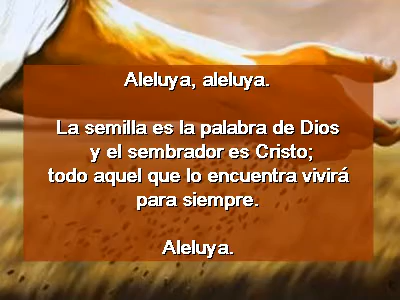 Aleluya, aleluya.
La semilla es la palabra de Dios
y el sembrador es Cristo;
todo aquel que lo encuentra vivirá
para siempre.
Aleluya.